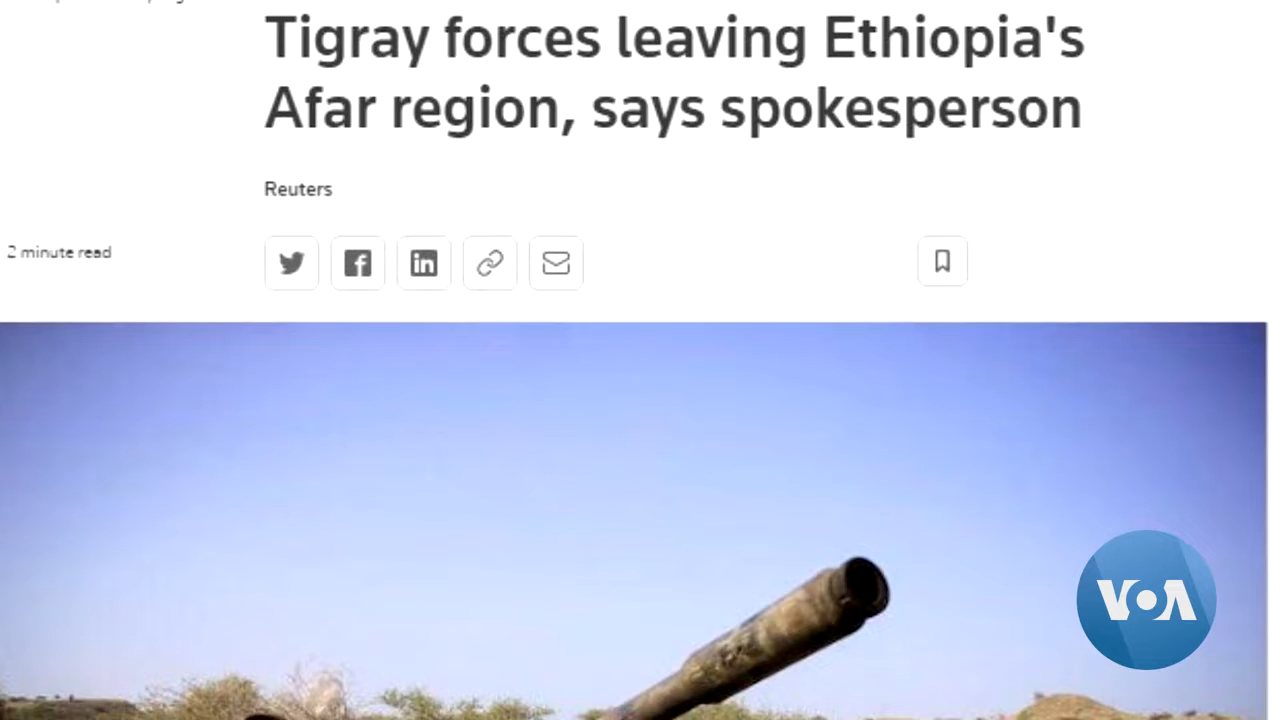 Tigray forces leaving Ethiopia's
Afar region, says spokesperson
Reuters
2 minute read
VOA